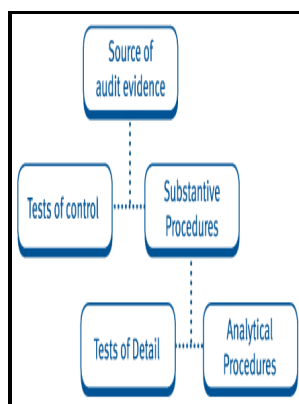 Source of
audit evidence
Tests of control
Substantive
Procedures
Tests of Detail
Analytical
Procedures